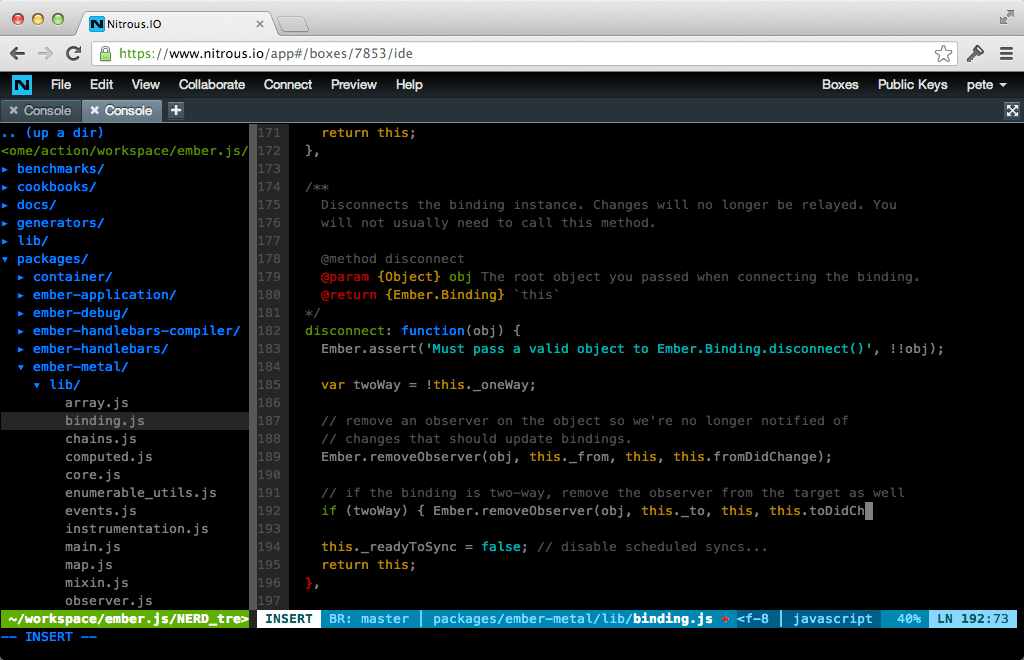 Nitrous.IO
https://www.nitrous.io/app#/boxes/7853/ide
N File Edit View Collaborate Connect Preview Help Boxes Public Keys pete
Console Console
.. (up a dir)
<ome/action/workspace/ember.js/
benchmarks/
cookbooks/
docs/
generators/
lib/
packages/
container/
ember-application/
ember-debug/
ember-handlebars-compiler/
ember-handlebars/
ember-metal/
lib/
array.js
binding.js
chains.js
computed.js
core.js
enumerable_utils.js
events.js
instrumentation.js
main.js
map.js
mixin.js
observer.js
171 return this;
172 },
173
174 /**
175 Disconnects the binding instance. Changes will no longer be relayed. You
176 will not usually need to call this method.
177
178 @method disconnect
179 @param {Object} obj The root object you passed when connecting the binding.
180 @return {Ember.Binding} `this`
181 */
182 disconnect: function(obj) {
183 Ember.assert('Must pass a valid object to Ember.Binding.disconnect()', !!obj);
184
185 var twoWay = !this._oneWay;
186
187 // remove an observer on the object so we're no longer notified of
188 // changes that should update bindings.
189 Ember.removeObserver(obj, this._from, this, this.fromDidChange);
190
191 // if the binding is two-way, remove the observer from the target as well
192 if (twoWay) { Ember.removeObserver(obj, this._to, this, this.toDidCh
193
194 this._readyToSync = false; // disable scheduled syncs...
195 return this;
196 },
197
~/workspace/ember.js/NERD_tre> INSERT BR: master | packages/ember-metal/lib/binding.js + <f-8 | javascript 40% LN 192:73
-- INSERT --